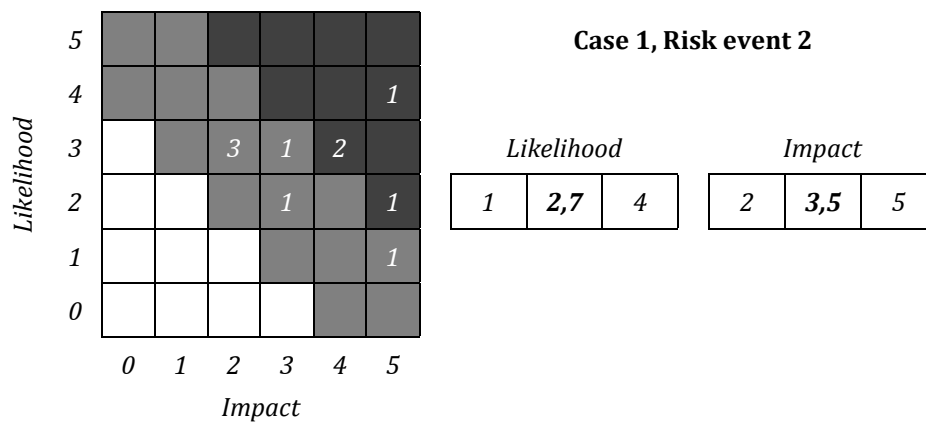 Case 1, Risk event 2
Likelihood
5
4 1
3 3 1 2
2 1 1
1 1
0
0 1 2 3 4 5
Impact
Likelihood
1 2,7 4
Impact
2 3,5 5